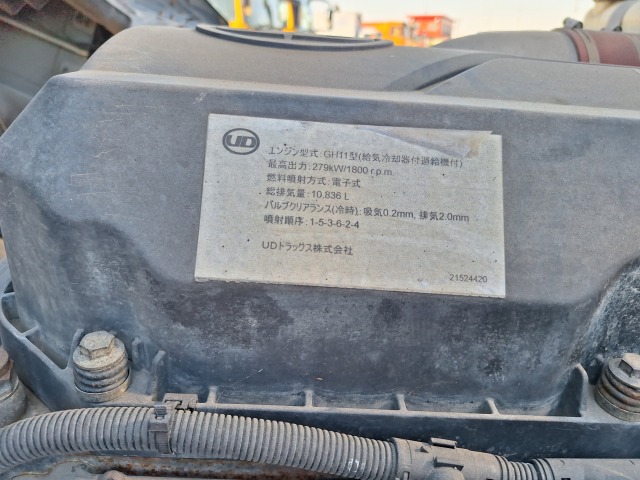 UD
エンジン型式:GH11型(給気冷却器付過給機付)
最高出力:279kW/1800r.p.m.
燃料噴射方式:電子式
総排気量:10.836 L
バルブクリアランス(冷時):吸気0.2mm, 排気2.0mm
噴射順序:1-5-3-6-2-4
UDトラックス株式会社
21524420